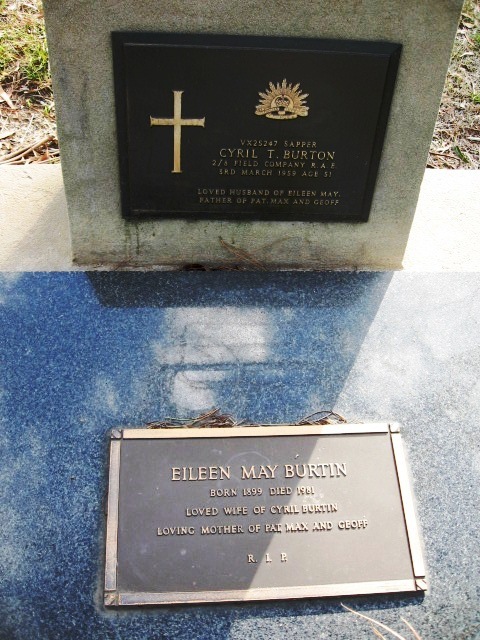 VX25247 SAPPER
CYRIL T. BURTON
2/8 FIELD COMPANY R A E
3RD MARCH 1959 AGE 51
LOVED HUSBAND OF EILEEN MAY.
FATHER OF PAT. MAX AND GEOFF
EILEEN MAY BURTIN
BORN 1899 DIED 1981
LOVED WIFE OF CYRIL BURTIN
LOVING MOTHER OF PAT, MAX AND GEOFF
R. I. P.